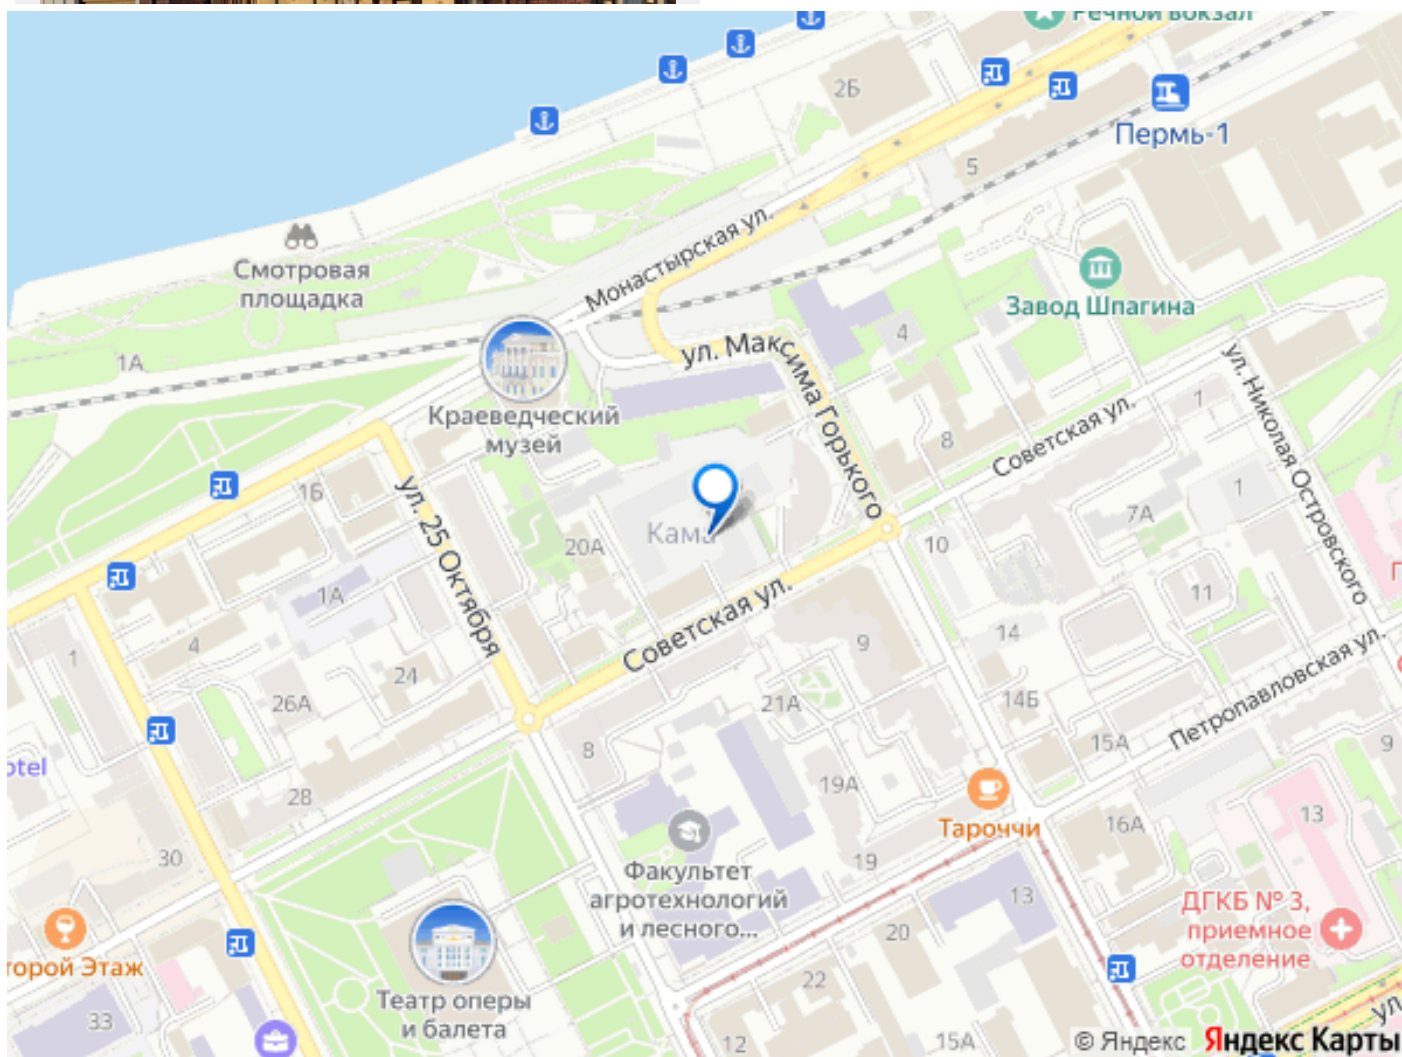 Речной вокзал
2Б
Пермь-1
5
Монастырская ул.
Смотровая
площадка
Завод Шпагина
4
1А
ул. Максима Горького
ул. Николая Островского
Краеведческий
музей
1
Советская ул.
8
1Б
ул. 25 Октября
1
7А
20А
Кама
10
1А
11
Советская ул.
14
9
4
1
24
Петропавловская ул.
26А
21А
14Б
8
15А
9
19А
28
13
Тароччи
16А
30
19
Факультет
агротехнологий
и лесного...
13
ДГКБ № 3,
приемное
отделение
20
торой Этаж
22
Театр оперы
и балета
33
12
15А
© Яндекс Яндекс Карты
ул